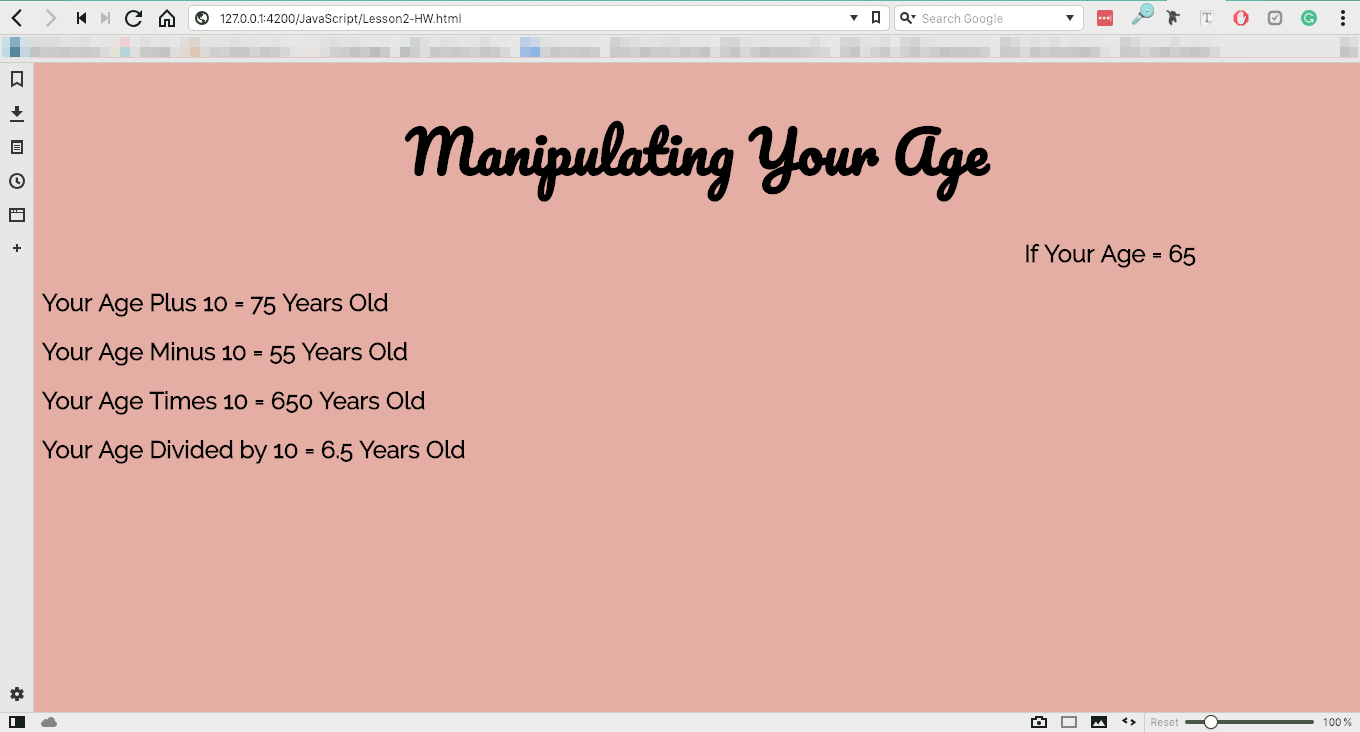 127.0.0.1:4200/JavaScript/Lesson2-HW.html
Search Google
Manipulating Your Age
If Your Age = 65
Your Age Plus 10 = 75 Years Old
Your Age Minus 10 = 55 Years Old
Your Age Times 10 = 650 Years Old
Your Age Divided by 10 = 6.5 Years Old
Reset 100 %